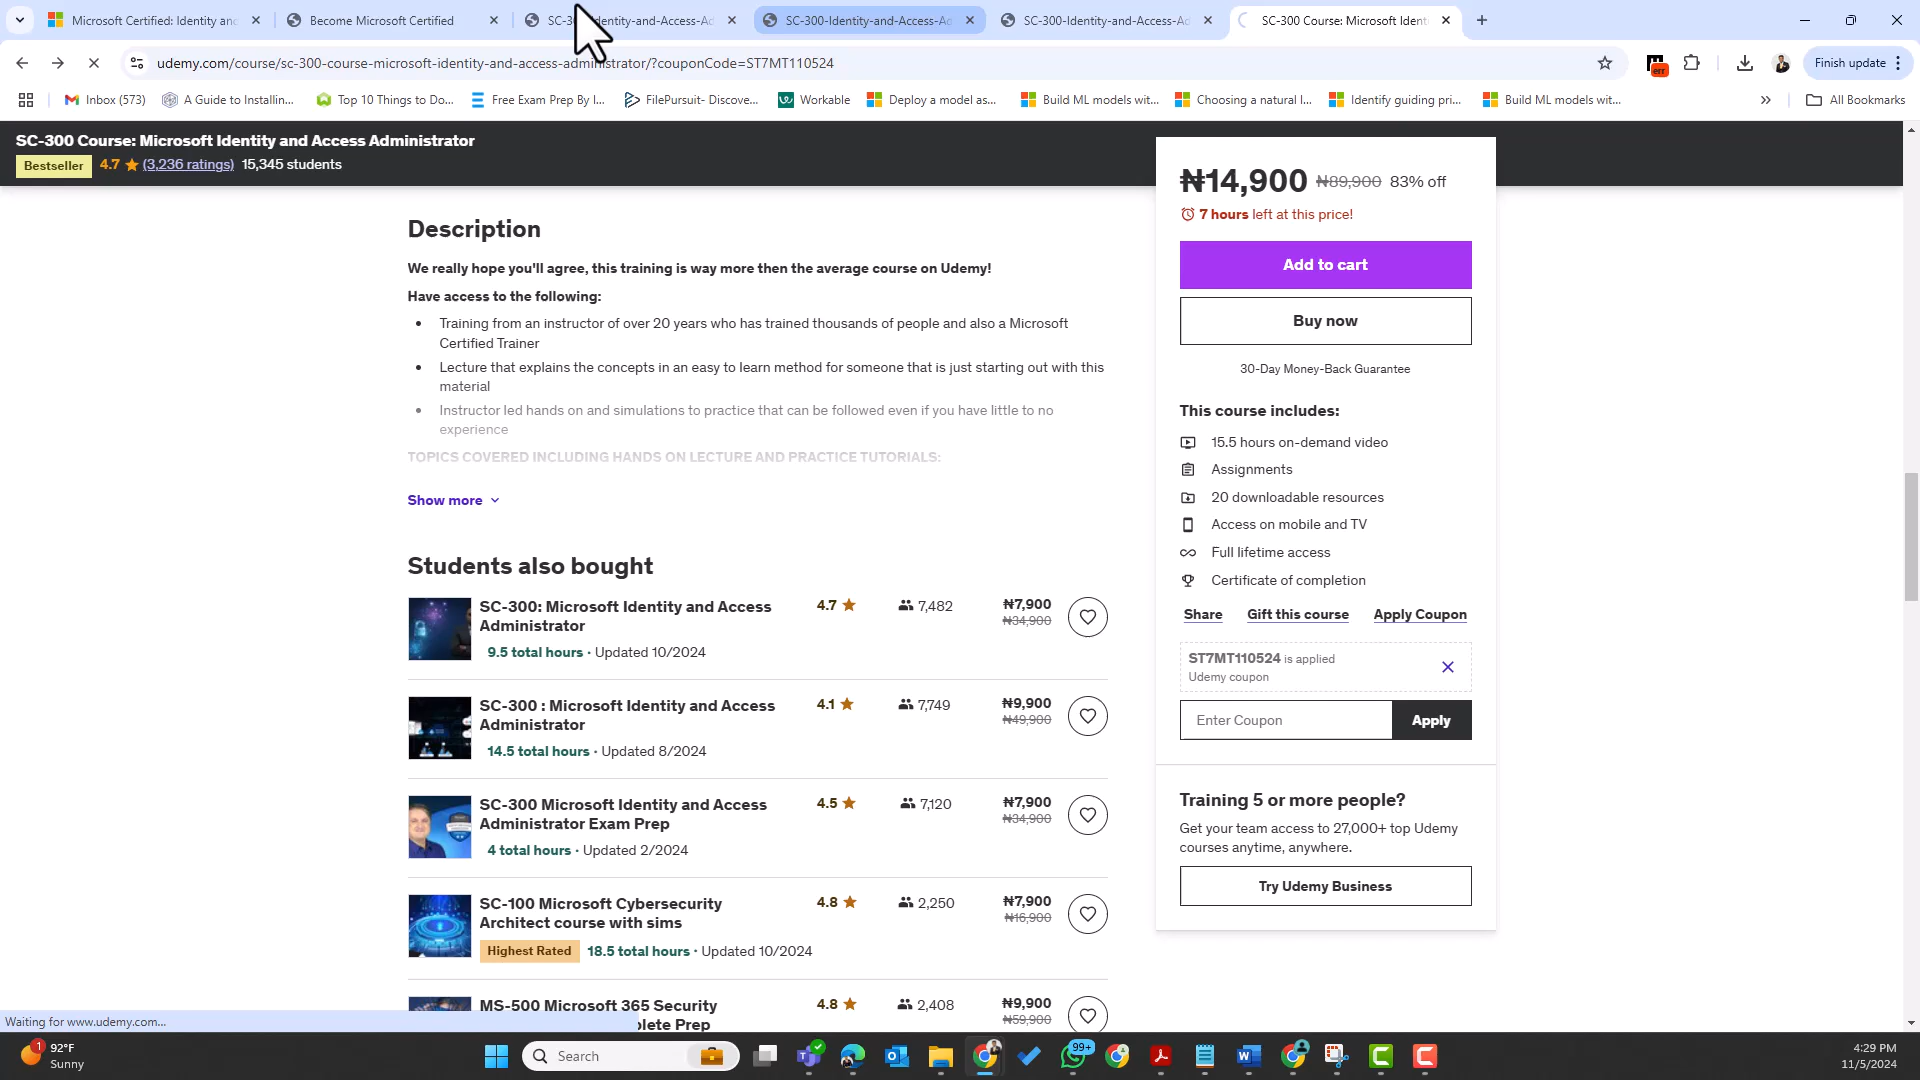 Microsoft Certified: Identity and
Become Microsoft Certified
SC-300-Identity-and-Access-Ad
SC-300-Identity-and-Access-Ad
SC-300 Course: Microsoft Identi
udemy.com/course/sc-300-course-microsoft-identity-and-access-administrator/?couponCode=ST7MT110524
err
Finish update
Inbox (573)
A Guide to Installin...
Top 10 Things to Do...
Free Exam Prep By I...
FilePursuit- Discove...
Workable
Deploy a model as...
Build ML models wit...
Choosing a natural l...
Identify guiding pri...
Build ML models wit...
All Bookmarks
SC-300 Course: Microsoft Identity and Access Administrator
Bestseller 4.7 (3,236 ratings) 15,345 students
Description
We really hope you'll agree, this training is way more then the average course on Udemy!
Have access to the following:
Training from an instructor of over 20 years who has trained thousands of people and also a Microsoft
Certified Trainer
Lecture that explains the concepts in an easy to learn method for someone that is just starting out with this
material
Instructor led hands on and simulations to practice that can be followed even if you have little to no
experience
TOPICS COVERED INCLUDING HANDS ON LECTURE AND PRACTICE TUTORIALS:
Show more
Students also bought
SC-300: Microsoft Identity and Access
Administrator
4.7 7,482 ₦7,900
₦34,900
9.5 total hours · Updated 10/2024
SC-300 : Microsoft Identity and Access
Administrator
4.1 7,749 ₦9,900
₦49,900
14.5 total hours · Updated 8/2024
SC-300 Microsoft Identity and Access
Administrator Exam Prep
4.5 7,120 ₦7,900
₦34,900
4 total hours · Updated 2/2024
SC-100 Microsoft Cybersecurity
Architect course with sims
4.8 2,250 ₦7,900
₦16,900
Highest Rated 18.5 total hours · Updated 10/2024
MS-500 Microsoft 365 Security
plete Prep
4.8 2,408 ₦9,900
₦59,900
₦14,900 ₦89,900 83% off
7 hours left at this price!
Add to cart
Buy now
30-Day Money-Back Guarantee
This course includes:
15.5 hours on-demand video
Assignments
20 downloadable resources
Access on mobile and TV
Full lifetime access
Certificate of completion
Share Gift this course Apply Coupon
ST7MT110524 is applied
Udemy coupon
Enter Coupon Apply
Training 5 or more people?
Get your team access to 27,000+ top Udemy
courses anytime, anywhere.
Try Udemy Business
Waiting for www.udemy.com...
1
92°F
Sunny
Search
99+
4:29 PM
11/5/2024